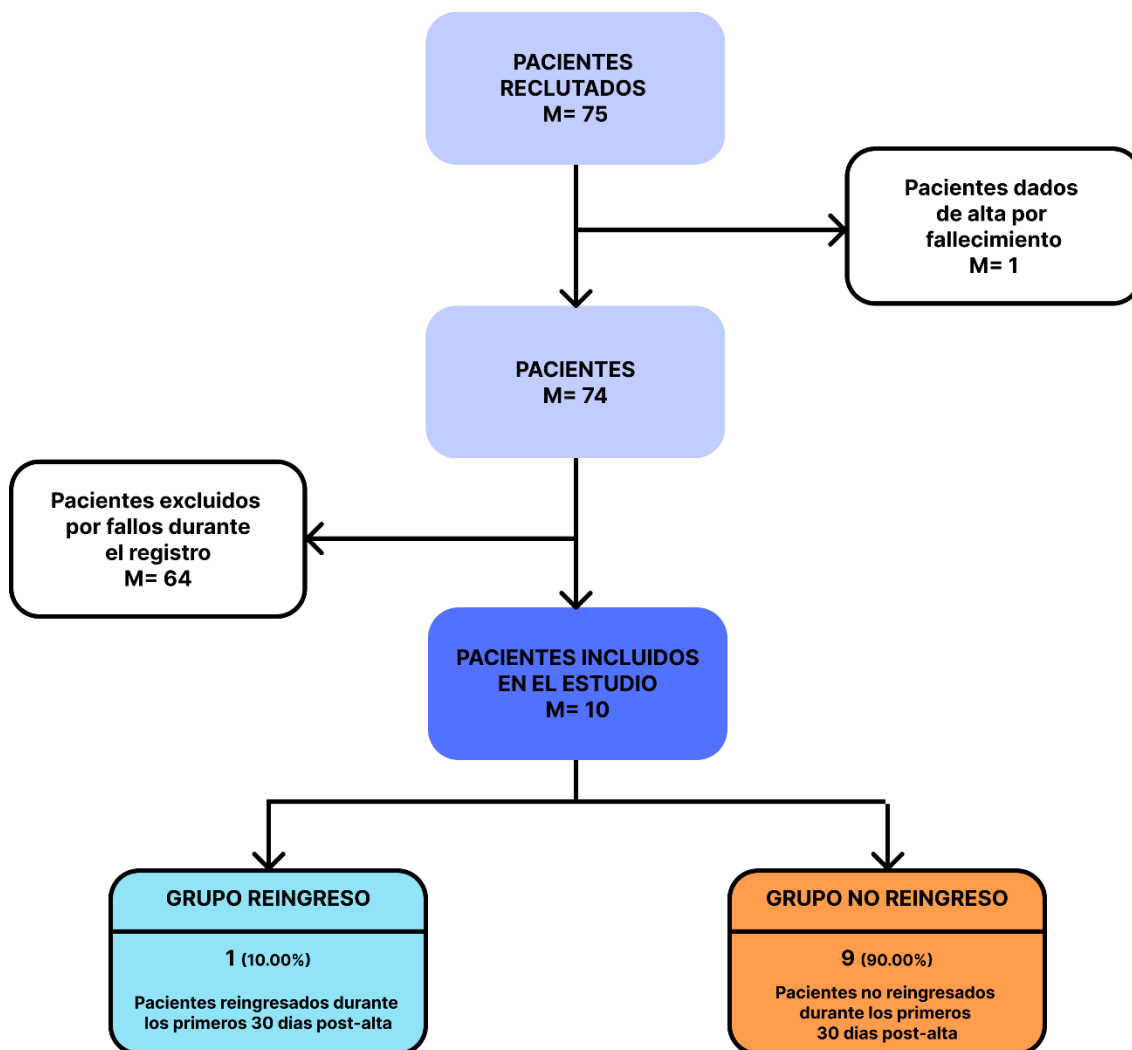 PACIENTES
RECLUTADOS
M= 75
Pacientes dados
de alta por
fallecimiento
M= 1
PACIENTES
M= 74
Pacientes excluidos
por fallos durante
el registro
M= 64
PACIENTES INCLUIDOS
EN EL ESTUDIO
M= 10
GRUPO REINGRESO
1 (10.00%)
Pacientes reingresados durante
los primeros 30 dias post-alta
GRUPO NO REINGRESO
9 (90.00%)
Pacientes no reingresados
durante los primeros
30 dias post-alta